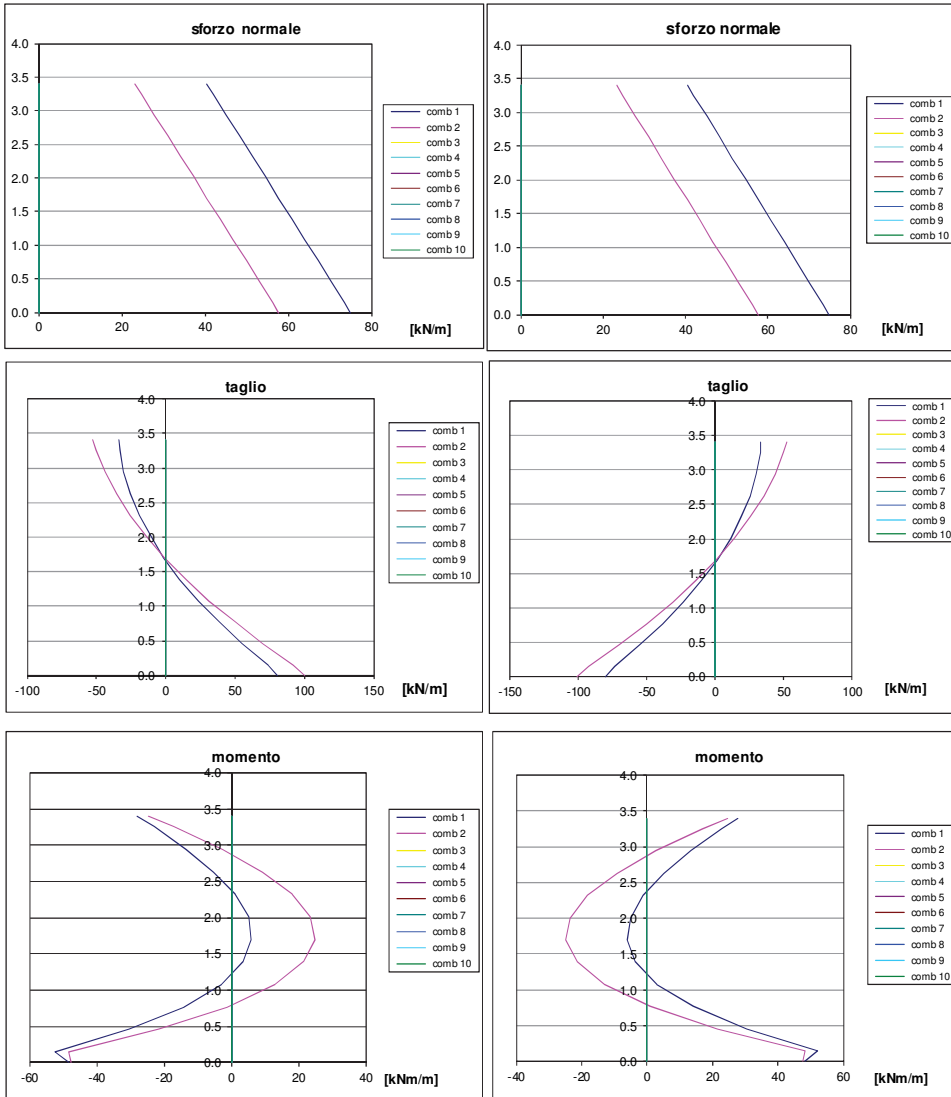 sforzo normale
4.0
3.5
3.0
2.5
2.0
1.5
1.0
0.5
0.0
0 20 40 60 80
[kN/m]
comb 1
comb 2
comb 3
comb 4
comb 5
comb 6
comb 7
comb 8
comb 9
comb 10
sforzo normale
4.0
3.5
3.0
2.5
2.0
1.5
1.0
0.5
0.0
0 20 40 60 80
[kN/m]
comb 1
comb 2
comb 3
comb 4
comb 5
comb 6
comb 7
comb 8
comb 9
comb 10
taglio
4.0
3.5
3.0
2.5
2.0
1.5
1.0
0.5
0.0
-100 -50 0 50 100 150
[kN/m]
comb 1
comb 2
comb 3
comb 4
comb 5
comb 6
comb 7
comb 8
comb 9
comb 10
taglio
4.0
3.5
3.0
2.5
2.0
1.5
1.0
0.5
0.0
-150 -100 -50 0 50 100
[kN/m]
comb 1
comb 2
comb 3
comb 4
comb 5
comb 6
comb 7
comb 8
comb 9
comb 10
momento
4.0
3.5
3.0
2.5
2.0
1.5
1.0
0.5
0.0
-60 -40 -20 0 20 40
[kNm/m]
comb 1
comb 2
comb 3
comb 4
comb 5
comb 6
comb 7
comb 8
comb 9
comb 10
momento
4.0
3.5
3.0
2.5
2.0
1.5
1.0
0.5
0.0
-40 -20 0 20 40 60
[kNm/m]
comb 1
comb 2
comb 3
comb 4
comb 5
comb 6
comb 7
comb 8
comb 9
comb 10